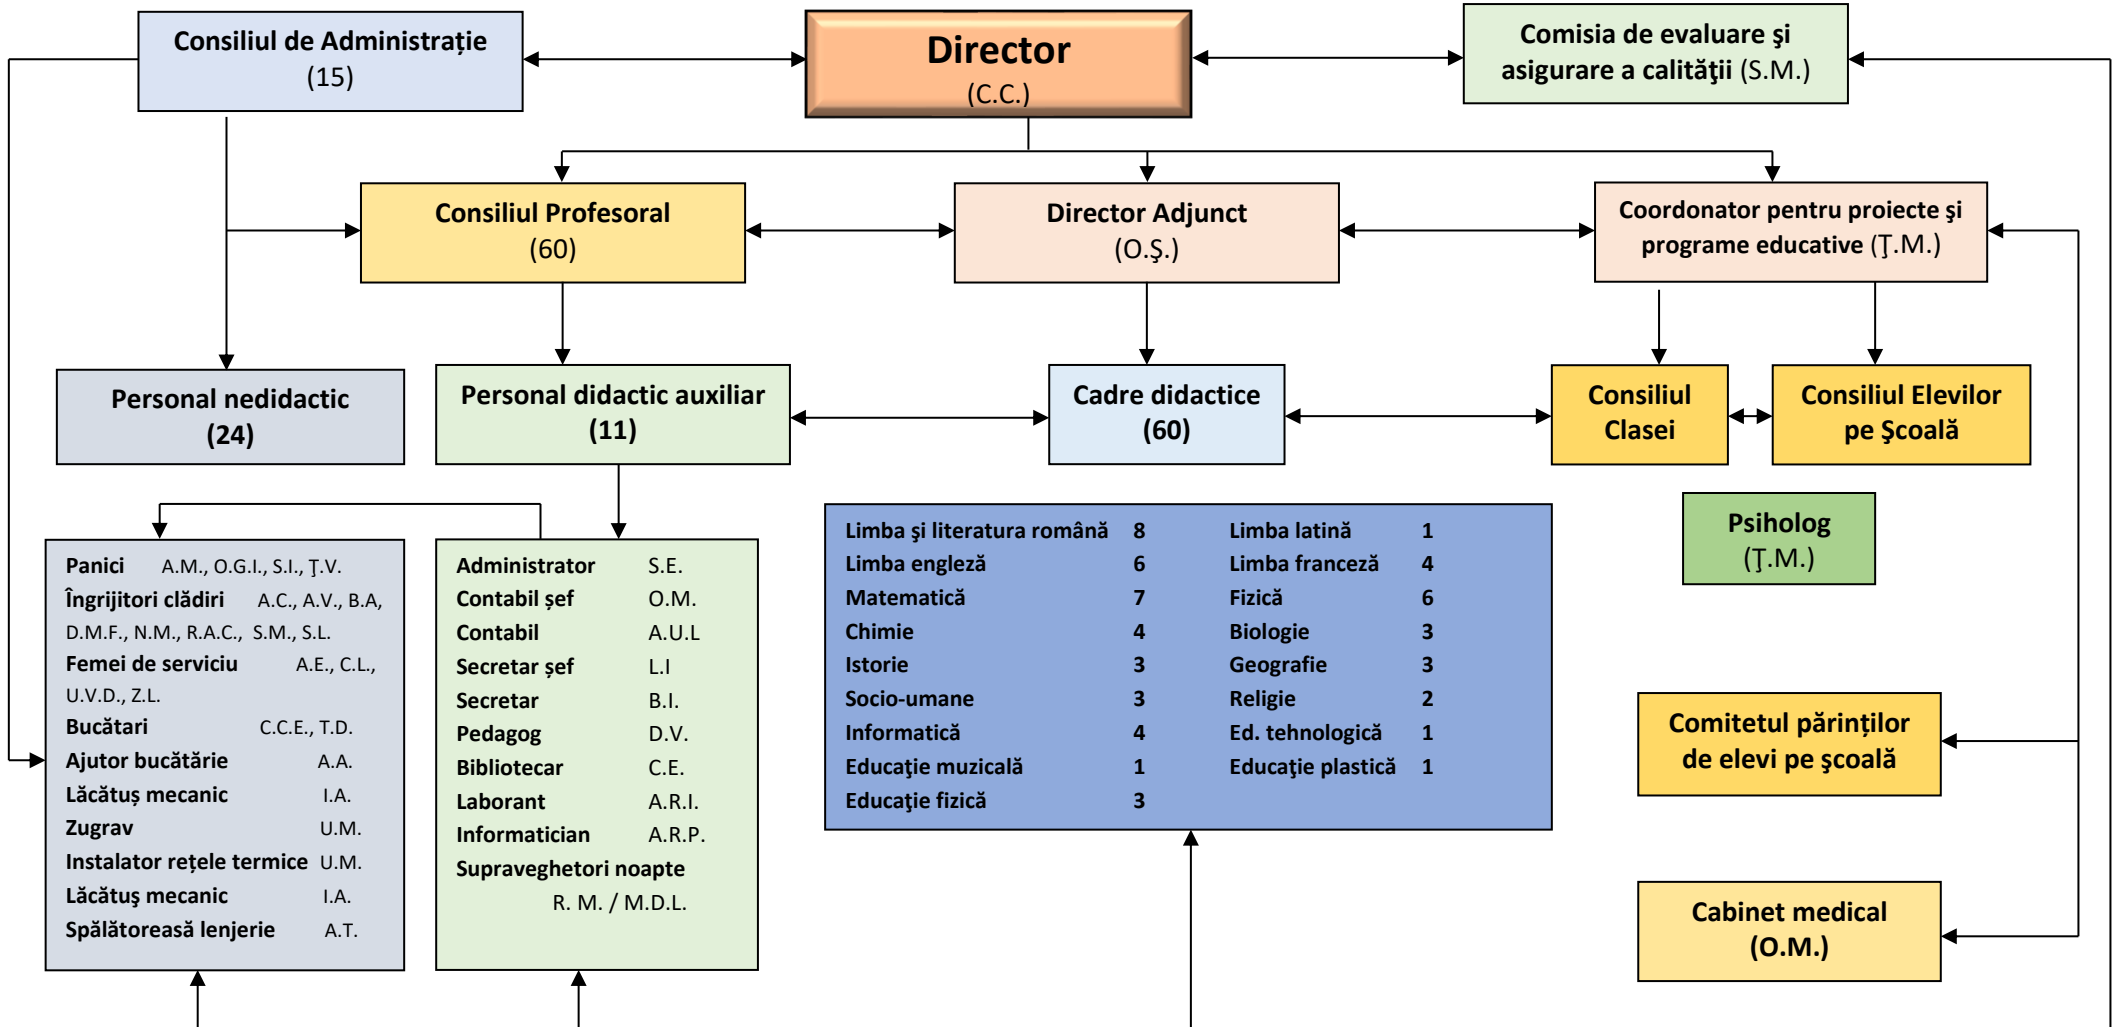 Consiliul de Administrație
(15)
Director
(C.C.)
Comisia de evaluare şi
asigurare a calităţii (S.M.)
Consiliul Profesoral
(60)
Director Adjunct
(O.Ş.)
Coordonator pentru proiecte şi
programe educative (Ţ.M.)
Personal nedidactic
(24)
Personal didactic auxiliar
(11)
Cadre didactice
(60)
Consiliul
Clasei
Consiliul Elevilor
pe Şcoală
Panici A.M., O.G.I., S.I., Ţ.V.
Îngrijitori clădiri A.C., A.V., B.A,
D.M.F., N.M., R.A.C., S.M., S.L.
Femei de serviciu A.E., C.L.,
U.V.D., Z.L.
Bucătari C.C.E., T.D.
Ajutor bucătărie A.A.
Lăcătuș mecanic I.A.
Zugrav U.M.
Instalator rețele termice U.M.
Lăcătuş mecanic I.A.
Spălătorească lenjerie A.T.
Administrator S.E.
Contabil șef O.M.
Contabil A.U.L
Secretar șef L.I
Secretar B.I.
Pedagog D.V.
Bibliotecar C.E.
Laborant A.R.I.
Informatician A.R.P.
Supraveghetori noapte
R. M. / M.D.L.
Limba şi literatura română 8 Limba latină 1
Limba engleză 6 Limba franceză 4
Matematică 7 Fizică 6
Chimie 4 Biologie 3
Istorie 3 Geografie 3
Socio-umane 3 Religie 2
Informatică 4 Ed. tehnologică 1
Educaţie muzicală 1 Educaţie plastică 1
Educaţie fizică 3
Psiholog
(Ţ.M.)
Comitetul părinților
de elevi pe şcoală
Cabinet medical
(O.M.)